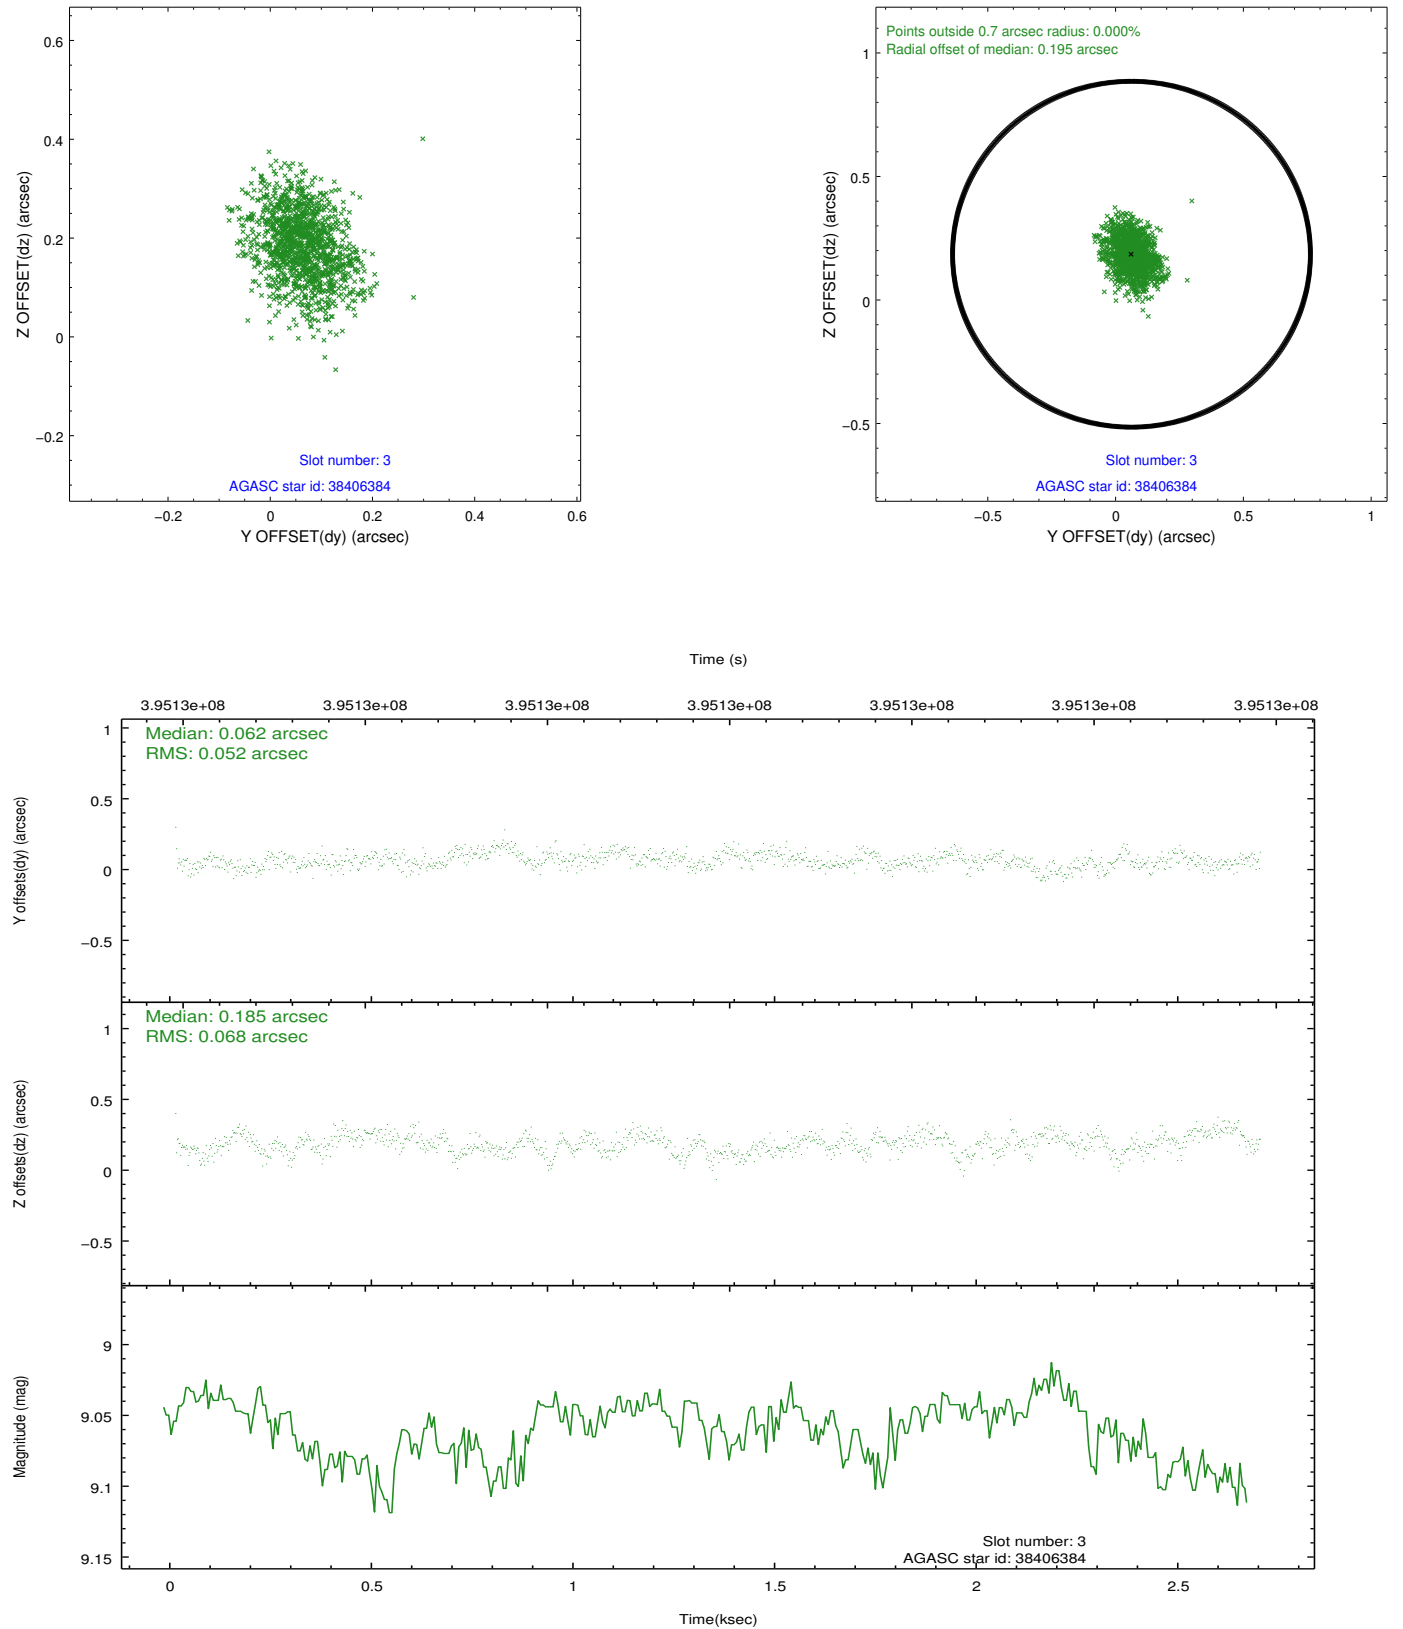 0.6
0.4
0.2
0
−0.2
Z OFFSET(dz) (arcsec)
Slot number: 3
AGASC star id: 38406384
−0.2 0 0.2 0.4 0.6
Y OFFSET(dy) (arcsec)
Points outside 0.7 arcsec radius: 0.000%
Radial offset of median: 0.195 arcsec
1
0.5
0
−0.5
Z OFFSET(dz) (arcsec)
Slot number: 3
AGASC star id: 38406384
−0.5 0 0.5 1
Y OFFSET(dy) (arcsec)
Time (s)
3.9513e+08 3.9513e+08 3.9513e+08 3.9513e+08 3.9513e+08 3.9513e+08 3.9513e+08
Median: 0.062 arcsec
RMS: 0.052 arcsec
1
0.5
0
−0.5
Y offsets(dy) (arcsec)
Median: 0.185 arcsec
RMS: 0.068 arcsec
1
0.5
0
−0.5
Z offsets(dz) (arcsec)
9
9.05
9.1
9.15
Magnitude (mag)
Slot number: 3
AGASC star id: 38406384
0 0.5 1 1.5 2 2.5
Time(ksec)